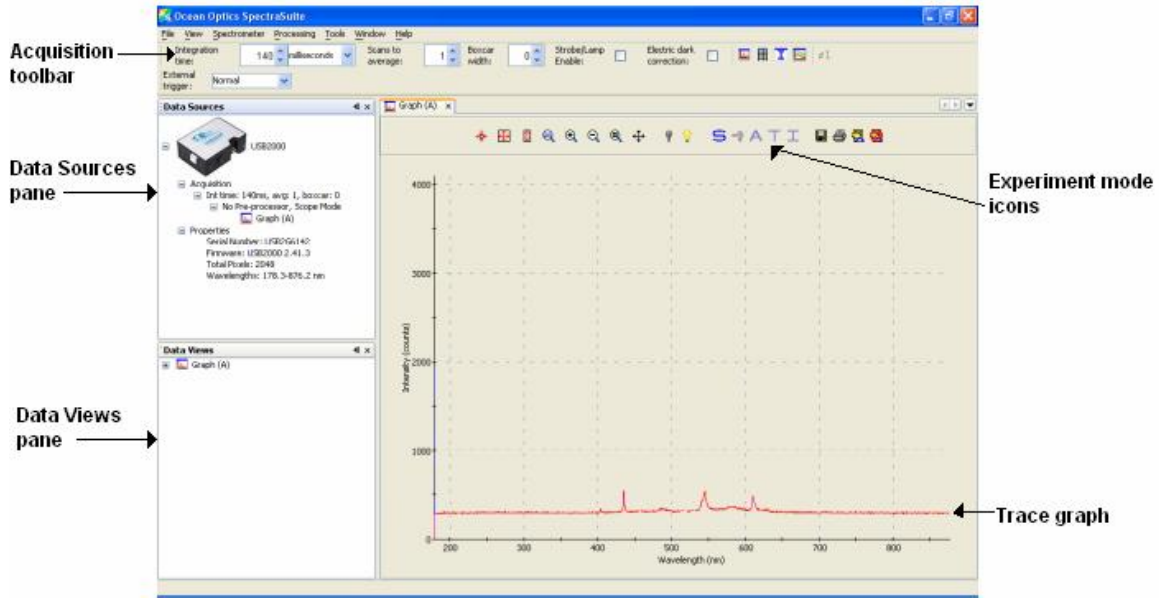 Ocean Optics SpectraSuite
File View Spectrometer Processing Tools Window Help
Acquisition
toolbar
Integration
time:
140 milliseconds
Scans to
average:
1
Boxcar
width:
0
Strobe/Lamp
Enable:
Electric dark
correction:
External
trigger:
Normal
Data Sources
Graph (A)
USB2000
Data Sources
pane
Acquisition
Int time: 140ms, avg: 1, boxcar: 0
No Pre-processor, Scope Mode
Graph (A)
Properties
Serial Number: USB2G6142
Firmware: USB2000 2.41.3
Total Pixels: 2048
Wavelengths: 178.3-876.2 nm
S A T I
Experiment mode
icons
Data Views
Graph (A)
Data Views
pane
4000
3000
2000
1000
0
Intensity (counts)
200 300 400 500 600 700 800
Wavelength (nm)
Trace graph